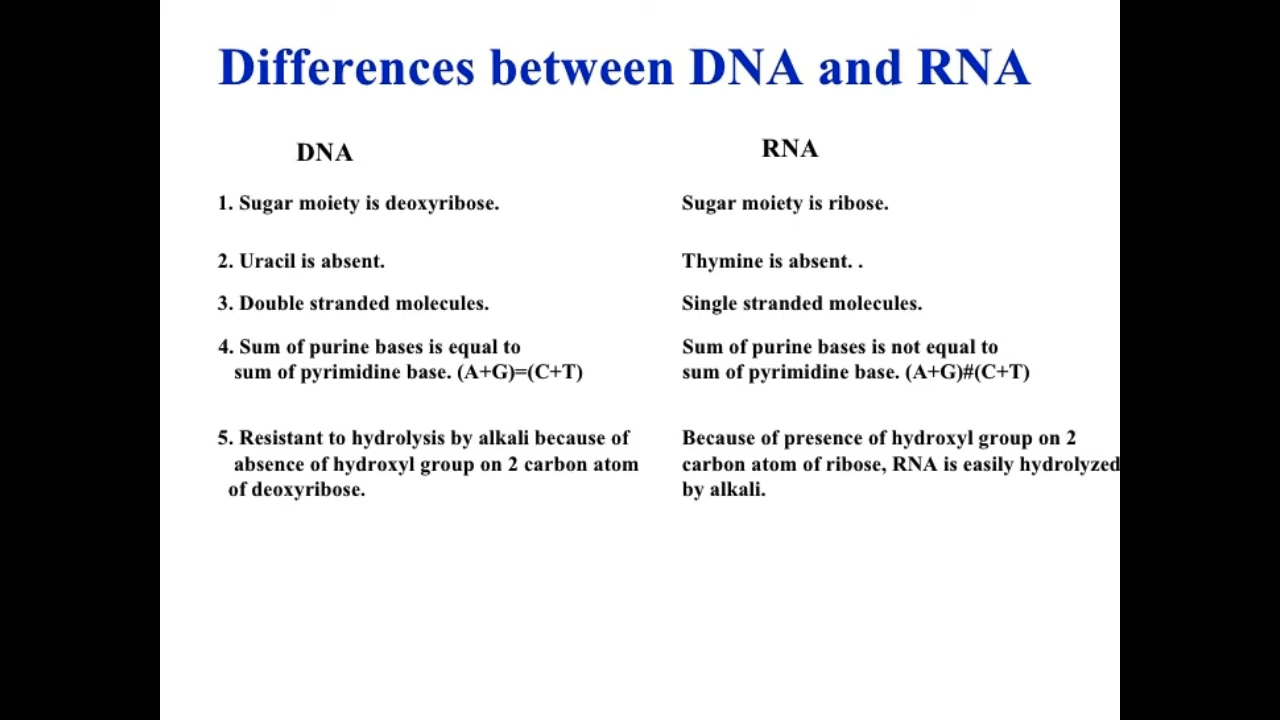 Differences between DNA and RNA
DNA
RNA
1. Sugar moiety is deoxyribose.
Sugar moiety is ribose.
2. Uracil is absent.
Thymine is absent. .
3. Double stranded molecules.
Single stranded molecules.
4. Sum of purine bases is equal to
sum of pyrimidine base. (A+G)=(C+T)
Sum of purine bases is not equal to
sum of pyrimidine base. (A+G)#(C+T)
5. Resistant to hydrolysis by alkali because of
absence of hydroxyl group on 2 carbon atom
of deoxyribose.
Because of presence of hydroxyl group on 2
carbon atom of ribose, RNA is easily hydrolyzed
by alkali.